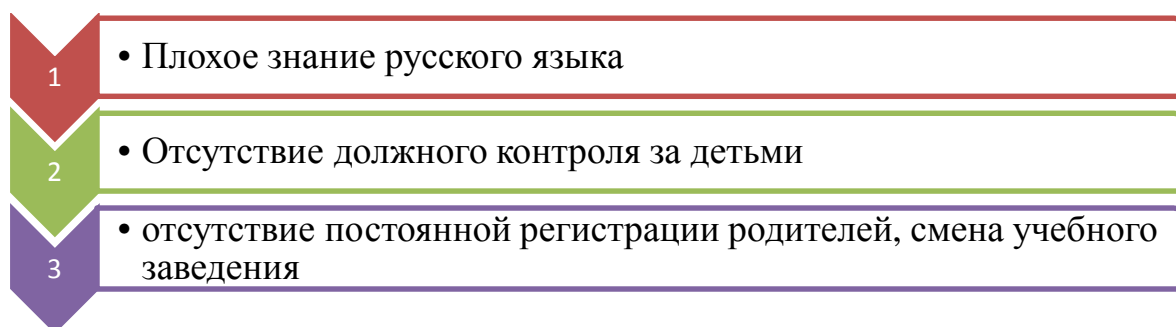 1
• Плохое знание русского языка
2
• Отсутствие должного контроля за детьми
3
• отсутствие постоянной регистрации родителей, смена учебного
заведения